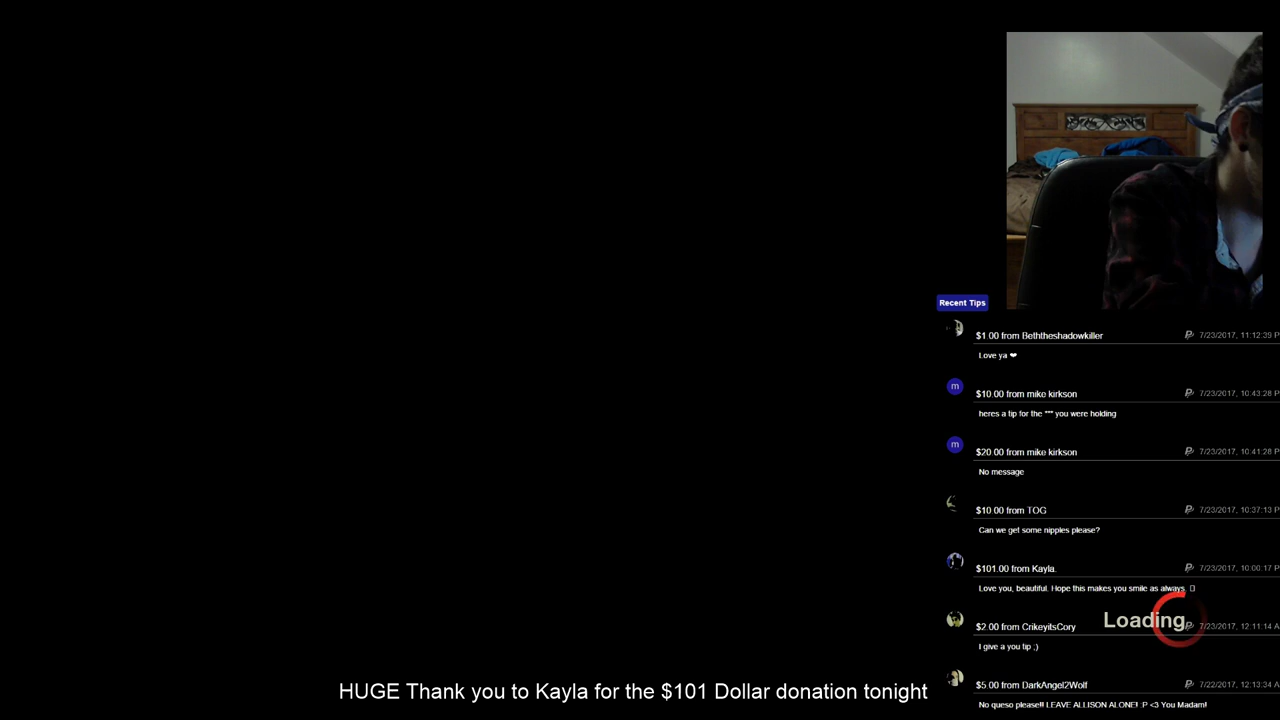 Recent Tips
$1.00 from Beththeshadowkiller 7/23/2017, 11:12:39 P
Love ya ❤
m $10.00 from mike kirkson 7/23/2017, 10:43:28 P
heres a tip for the *** you were holding
m $20.00 from mike kirkson 7/23/2017, 10:41:28 P
No message
$10.00 from TOG 7/23/2017, 10:37:13 P
Can we get some nipples please?
$101.00 from Kayla. 7/23/2017, 10:00:17 P
Love you, beautiful. Hope this makes you smile as always.
Loading
$2.00 from CrikeyitsCory 7/23/2017, 12:11:14 A
I give a you tip ;)
$5.00 from DarkAngel2Wolf 7/22/2017, 12:13:34 A
HUGE Thank you to Kayla for the $101 Dollar donation tonight
No queso please!! LEAVE ALLISON ALONE! :P <3 You Madam!